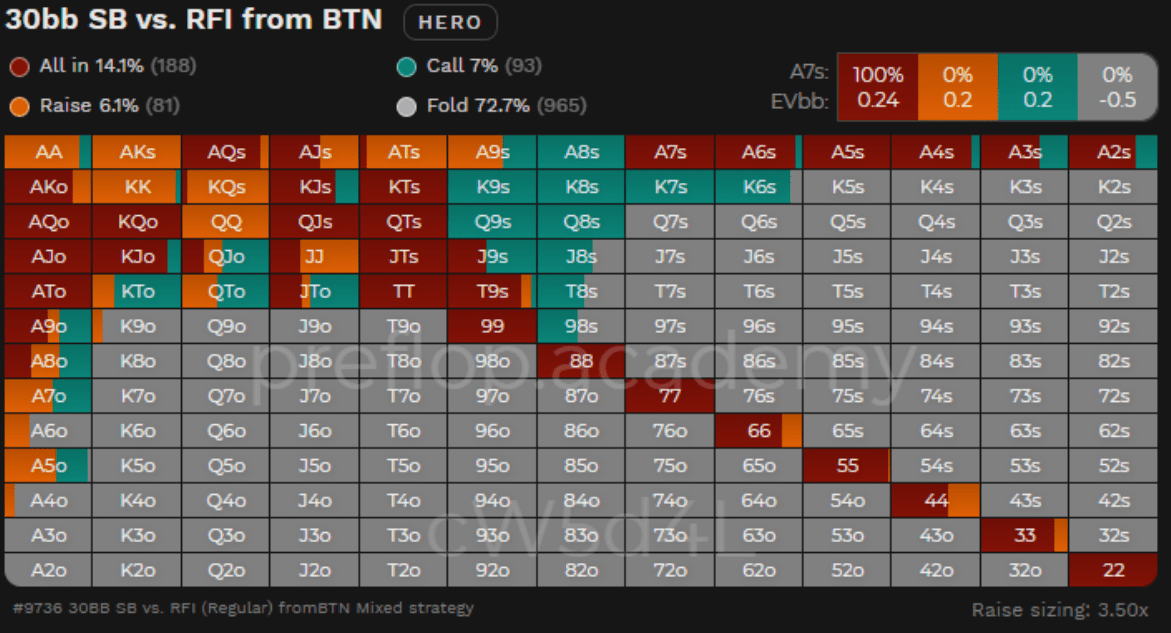 30bb SB vs. RFI from BTN HERO
All in 14.1% (188) Call 7% (93)
Raise 6.1% (81) Fold 72.7% (965)
A7s: 100% 0% 0% 0%
EVbb: 0.24 0.2 0.2 -0.5
AA AKs AQs AJs ATs A9s A8s A7s A6s A5s A4s A3s A2s
AKo KK KQs KJs KTs K9s K8s K7s K6s K5s K4s K3s K2s
AQo KQo QQ QJs QTs Q9s Q8s Q7s Q6s Q5s Q4s Q3s Q2s
AJo KJo QJo JJ JTs J9s J8s J7s J6s J5s J4s J3s J2s
ATo KTo QTo JTo TT T9s T8s T7s T6s T5s T4s T3s T2s
A9o K9o Q9o J9o T9o 99 98s 97s 96s 95s 94s 93s 92s
A8o K8o Q8o J8o T8o 98o 88 87s 86s 85s 84s 83s 82s
preflop.academy
A7o K7o Q7o J7o T7o 97o 87o 77 76s 75s 74s 73s 72s
A6o K6o Q6o J6o T6o 96o 86o 76o 66 65s 64s 63s 62s
A5o K5o Q5o J5o T5o 95o 85o 75o 65o 55 54s 53s 52s
A4o K4o Q4o J4o T4o 94o 84o 74o 64o 54o 44 43s 42s
cW5d4L
A3o K3o Q3o J3o T3o 93o 83o 73o 63o 53o 43o 33 32s
A2o K2o Q2o J2o T2o 92o 82o 72o 62o 52o 42o 32o 22
#9736 30BB SB vs. RFI (Regular) fromBTN Mixed strategy
Raise sizing: 3.50x